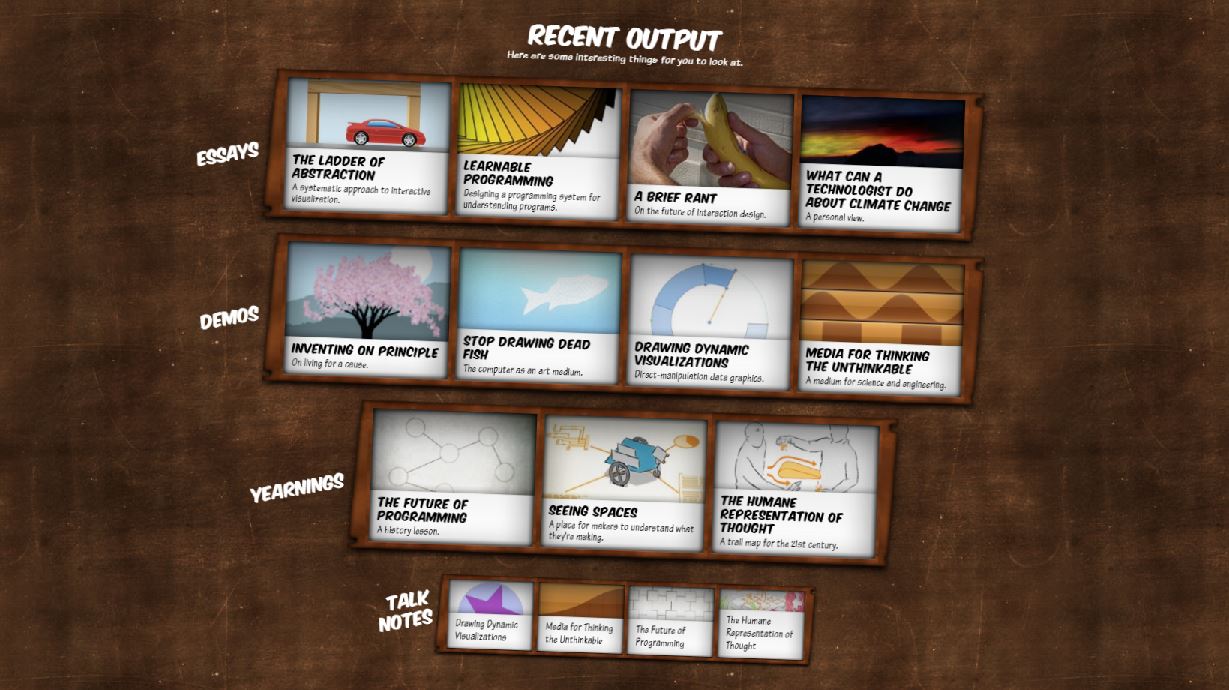 RECENT OUTPUT
Here are some interesting things for you to look at.
ESSAYS
THE LADDER OF
ABSTRACTION
A systematic approach to interactive
visualization.
LEARNABLE
PROGRAMMING
Designing a programming system for
understanding programs.
A BRIEF RANT
On the future of interaction design.
WHAT CAN A
TECHNOLOGIST DO
ABOUT CLIMATE CHANGE
A personal view.
DEMOS
INVENTING ON PRINCIPLE
On living for a cause.
STOP DRAWING DEAD
FISH
The computer as an art medium.
DRAWING DYNAMIC
VISUALIZATIONS
Direct-manipulation data graphics.
MEDIA FOR THINKING
THE UNTHINKABLE
A medium for science and engineering.
YEARNINGS
THE FUTURE OF
PROGRAMMING
A history lesson.
SEEING SPACES
A place for makers to understand what
they're making.
THE HUMANE
REPRESENTATION OF
THOUGHT
A trail map for the 21st century.
TALK
NOTES
Drawing Dynamic
Visualizations
Media for Thinking
the Unthinkable
The Future of
Programming
The Humane
Representation of
Thought